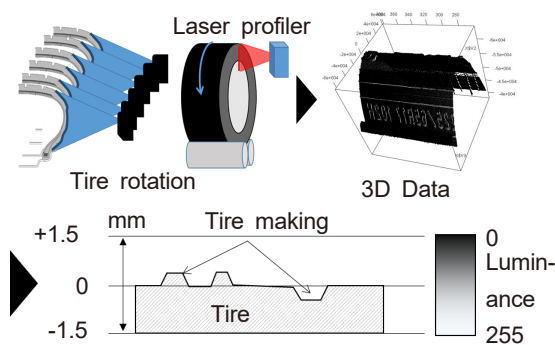 Laser profiler
Tire rotation
3D Data
+1.5
mm
Tire making
0
-1.5
Tire
0
Lumin-
ance
255